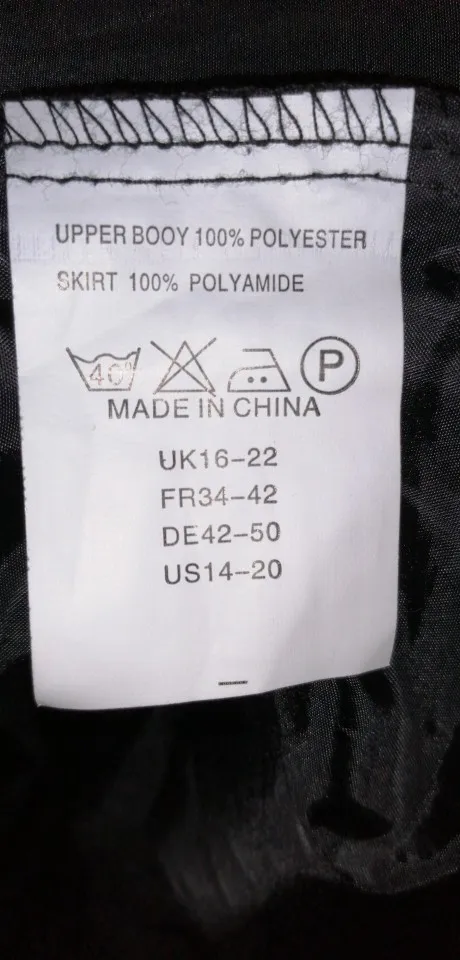 UPPER BOOY 100% POLYESTER
SKIRT 100% POLYAMIDE
40° P
MADE IN CHINA
UK16-22
FR34-42
DE42-50
US14-20